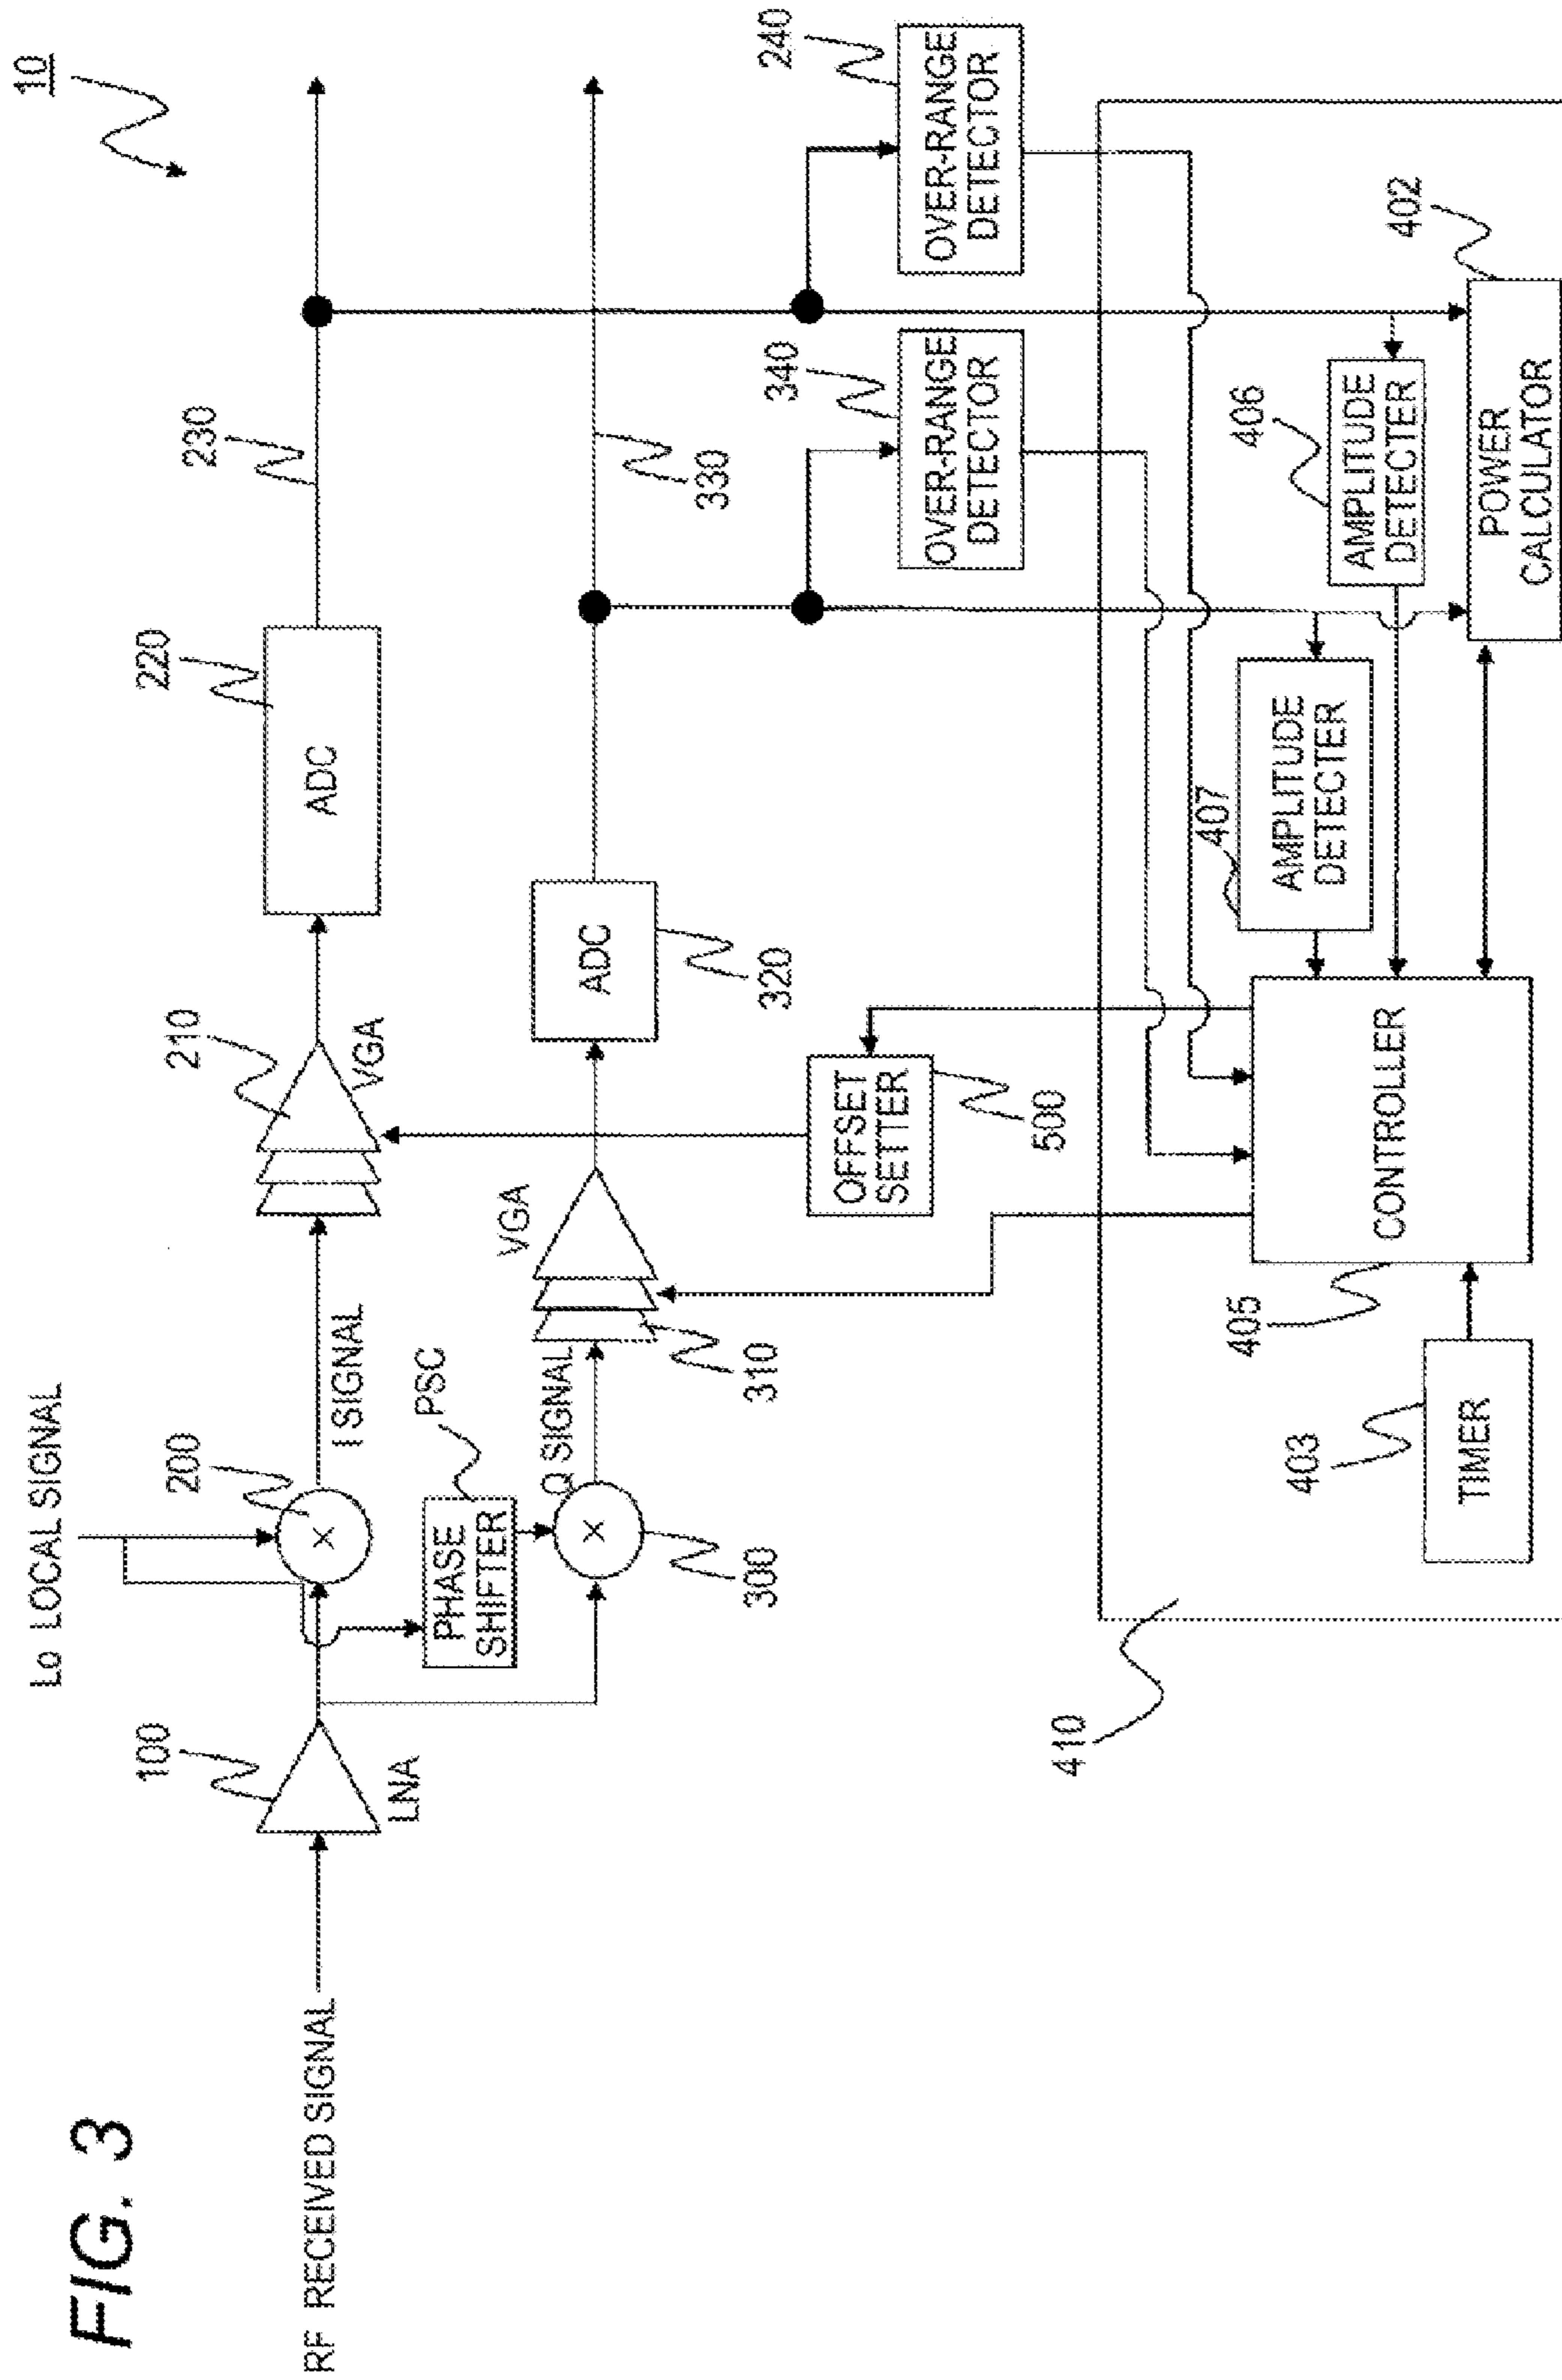 FIG. 3
10
Lo LOCAL SIGNAL
RF RECEIVED SIGNAL
100
LNA
200
I SIGNAL
210
VGA
220
ADC
230
PHASE
SHIFTER
PSC
300
Q SIGNAL
310
VGA
320
ADC
330
OFFSET
SETTER
500
340
OVER-RANGE
DETECTOR
240
OVER-RANGE
DETECTOR
410
403
TIMER
405
CONTROLLER
407
AMPLITUDE
DETECTER
406
AMPLITUDE
DETECTER
402
POWER
CALCULATOR